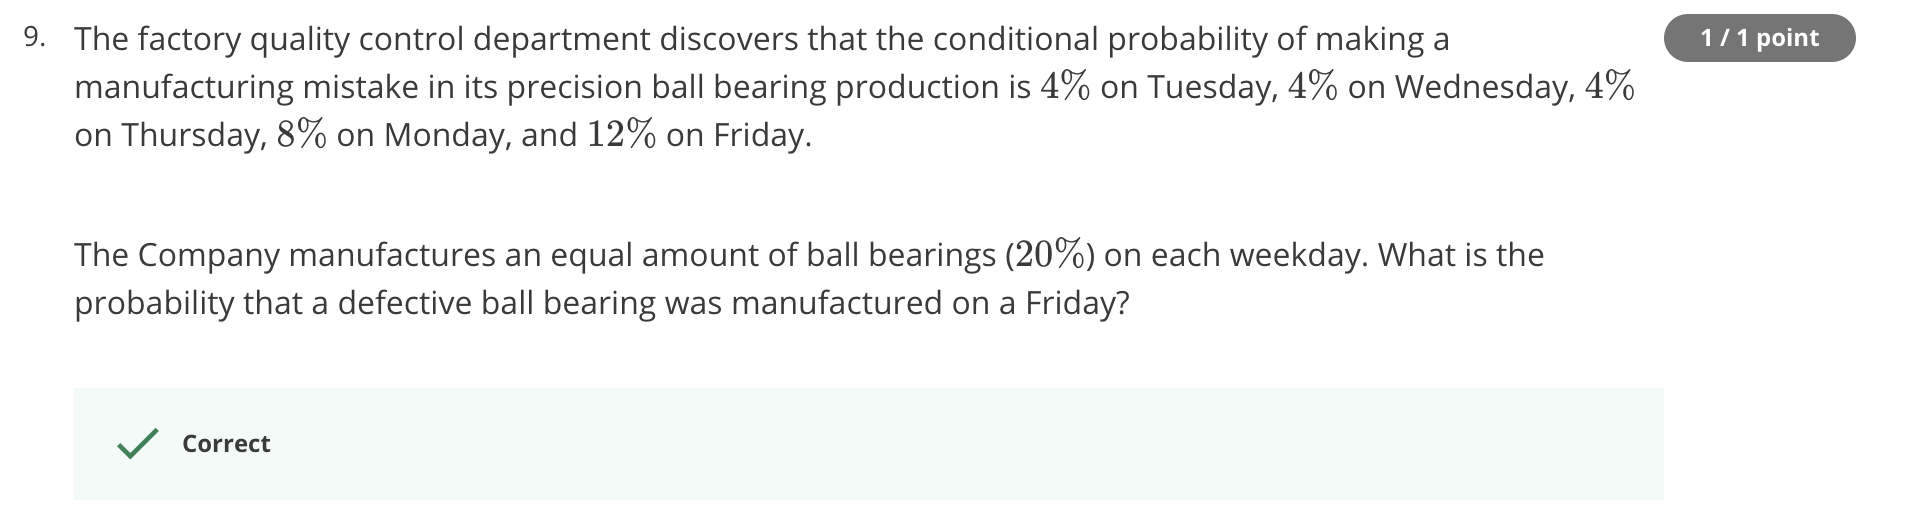 9. The factory quality control department discovers that the conditional probability of making a
1 / 1 point
manufacturing mistake in its precision ball bearing production is 4% on Tuesday, 4% on Wednesday, 4%
on Thursday, 8% on Monday, and 12% on Friday.
The Company manufactures an equal amount of ball bearings (20%) on each weekday. What is the
probability that a defective ball bearing was manufactured on a Friday?
Correct